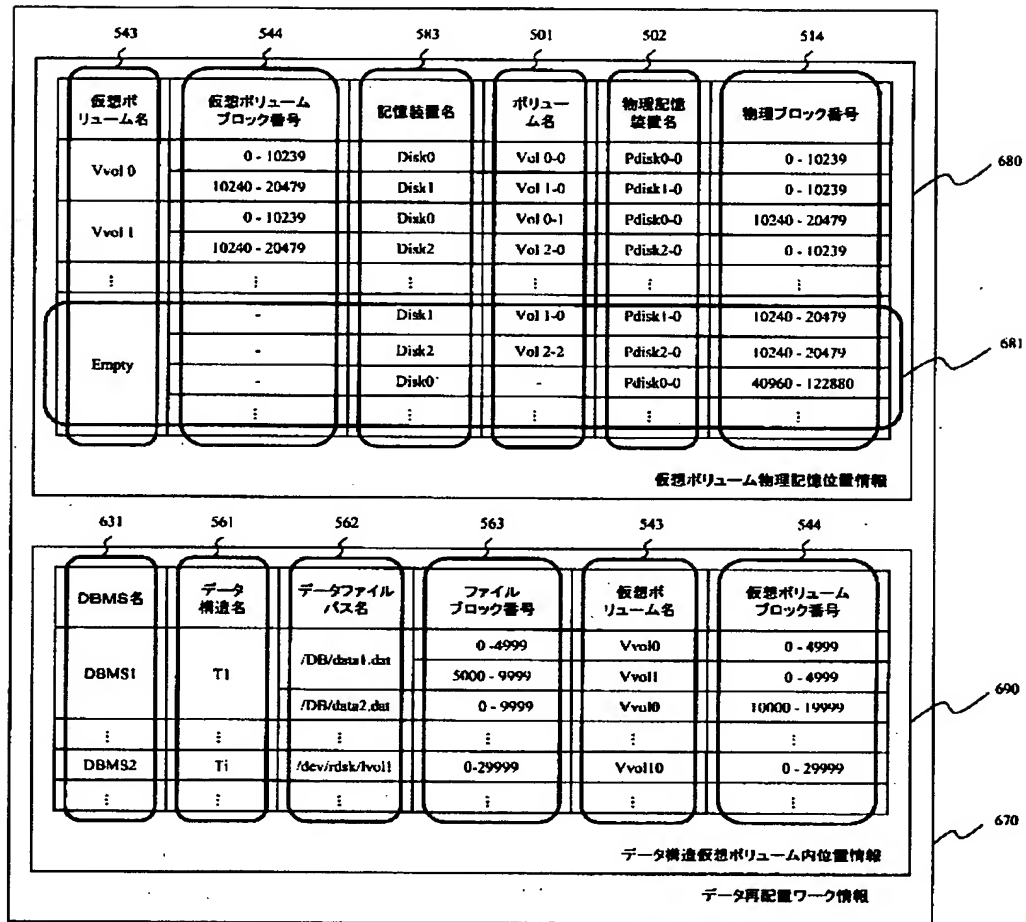 543 544 583 501 502 514
仮想ボリューム名 仮想ボリュームブロック番号 記憶装置名 ボリューム名 物理記憶装置名 物理ブロック番号
Vvol 0 0 - 10239 Disk0 Vol 0-0 Pdisk0-0 0 - 10239
10240 - 20479 Disk1 Vol 1-0 Pdisk1-0 0 - 10239
Vvol 1 0 - 10239 Disk0 Vol 0-1 Pdisk0-0 10240 - 20479
10240 - 20479 Disk2 Vol 2-0 Pdisk2-0 0 - 10239
⋮ ⋮ ⋮ ⋮ ⋮ ⋮
680
Empty - Disk1 Vol 1-0 Pdisk1-0 10240 - 20479
- Disk2 Vol 2-2 Pdisk2-0 10240 - 20479
- Disk0 - Pdisk0-0 40960 - 122880
⋮ ⋮ ⋮ ⋮ ⋮
681
仮想ボリューム物理記憶位置情報
631 561 562 563 543 544
DBMS名 データ構造名 データファイルパス名 ファイルブロック番号 仮想ボリューム名 仮想ボリュームブロック番号
DBMS1 T1 /DB/data1.dat 0 -4999 Vvol0 0 - 4999
5000 - 9999 Vvol1 0 - 4999
/DB/data2.dat 0 - 9999 Vvol0 10000 - 19999
⋮ ⋮ ⋮ ⋮ ⋮ ⋮
DBMS2 Ti /dev/rdsk/lvol1 0-29999 Vvol10 0 - 29999
⋮ ⋮ ⋮ ⋮ ⋮ ⋮
690
データ構造仮想ボリューム内位置情報
670
データ再配置ワーク情報